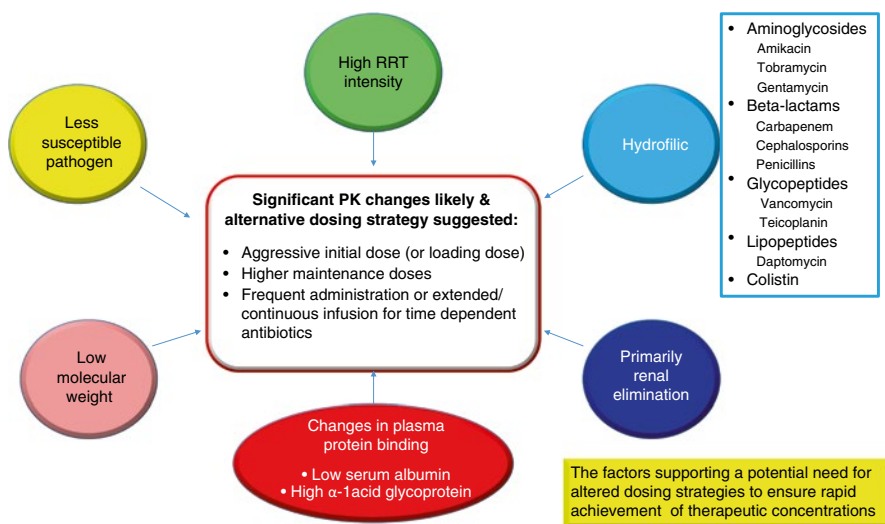 High RRT
intensity
Less
susceptible
pathogen
Hydrofilic
• Aminoglycosides
Amikacin
Tobramycin
Gentamycin
• Beta-lactams
Carbapenem
Cephalosporins
Penicillins
• Glycopeptides
Vancomycin
Teicoplanin
• Lipopeptides
Daptomycin
• Colistin
Significant PK changes likely &
alternative dosing strategy suggested:
• Aggressive initial dose (or loading dose)
• Higher maintenance doses
• Frequent administration or extended/
continuous infusion for time dependent
antibiotics
Low
molecular
weight
Primarily
renal
elimination
Changes in plasma
protein binding
• Low serum albumin
• High α-1acid glycoprotein
The factors supporting a potential need for
altered dosing strategies to ensure rapid
achievement of therapeutic concentrations